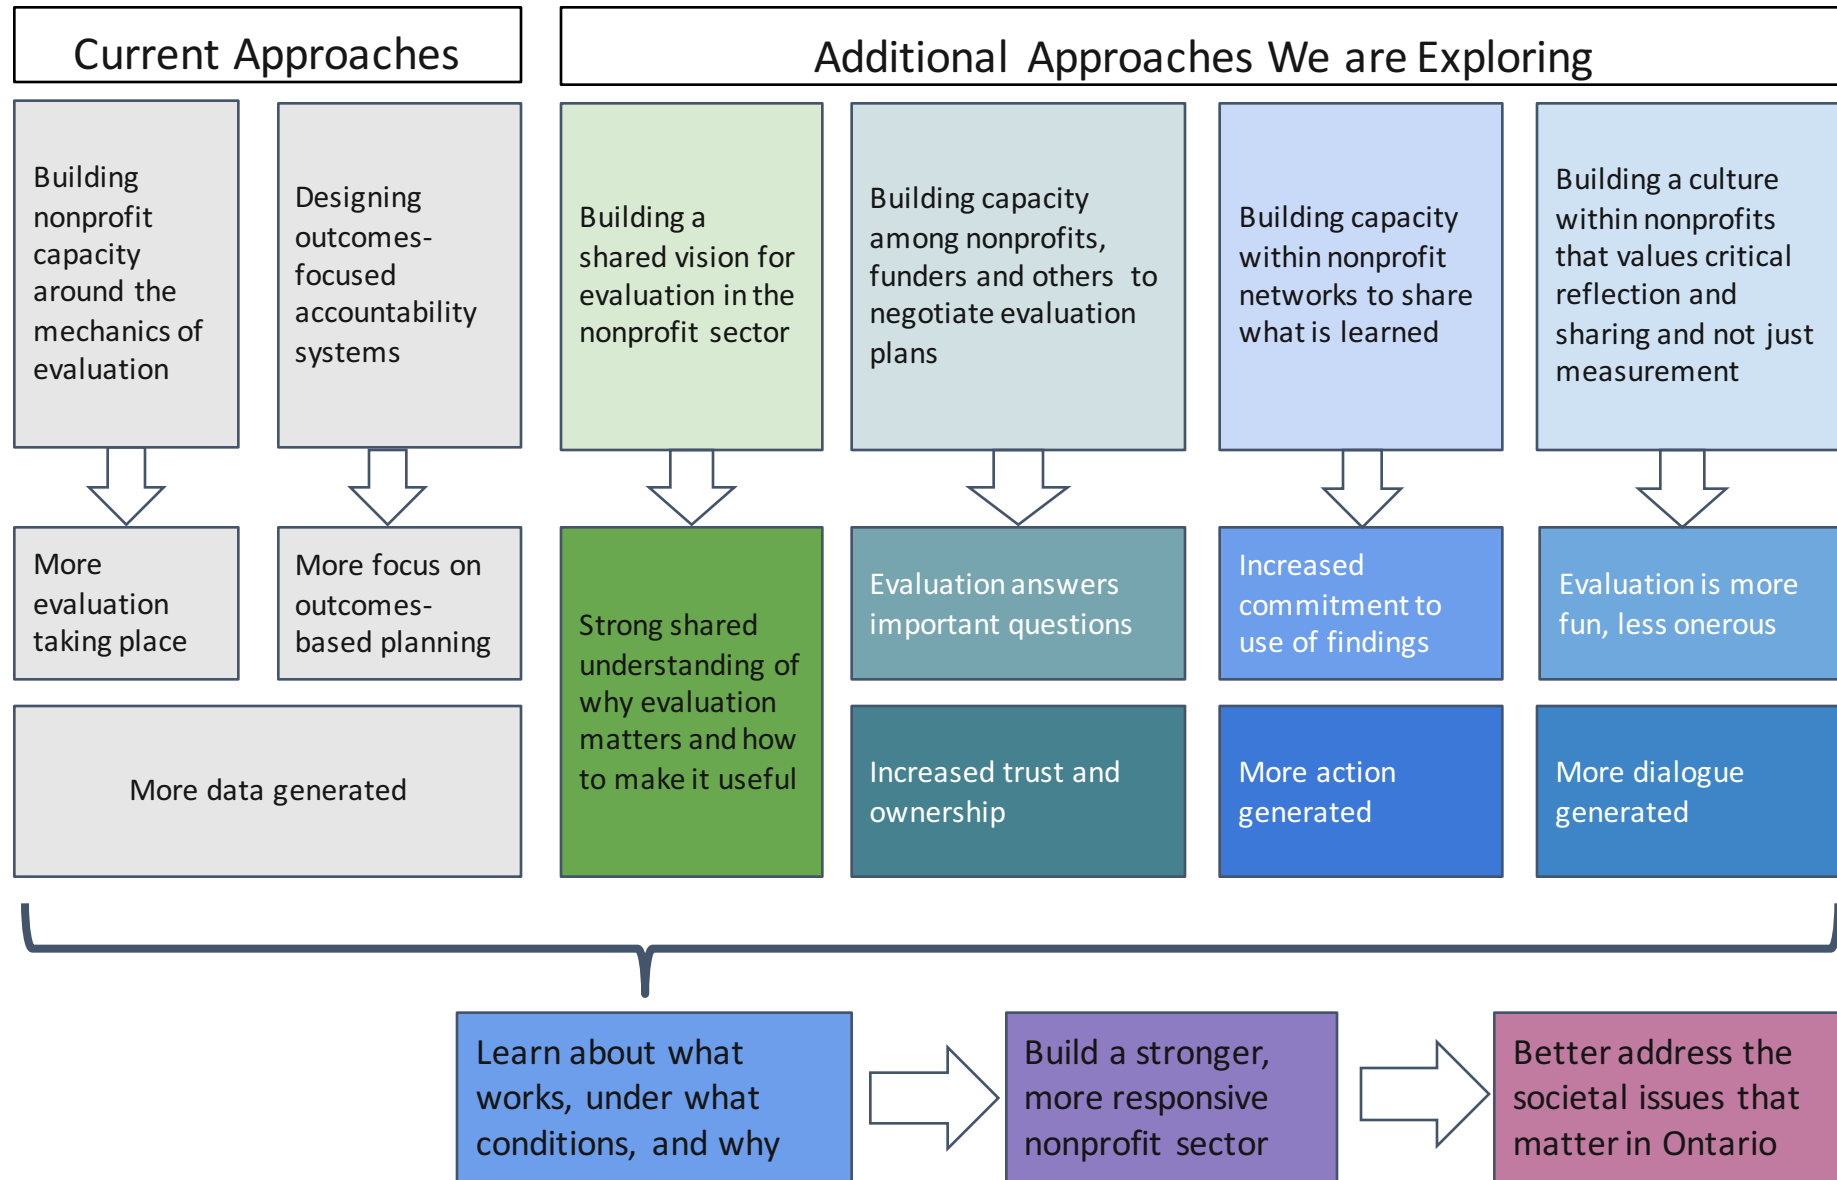 Current Approaches
Additional Approaches We are Exploring
Building
nonprofit
capacity
around the
mechanics of
evaluation
Designing
outcomes-
focused
accountability
systems
Building a
shared vision for
evaluation in the
nonprofit sector
Building capacity
among nonprofits,
funders and others to
negotiate evaluation
plans
Building capacity
within nonprofit
networks to share
what is learned
Building a culture
within nonprofits
that values critical
reflection and
sharing and not just
measurement
More
evaluation
taking place
More focus on
outcomes-
based planning
Strong shared
understanding of
why evaluation
matters and how
to make it useful
Evaluation answers
important questions
Increased
commitment to
use of findings
Evaluation is more
fun, less onerous
More data generated
Increased trust and
ownership
More action
generated
More dialogue
generated
Learn about what
works, under what
conditions, and why
Build a stronger,
more responsive
nonprofit sector
Better address the
societal issues that
matter in Ontario